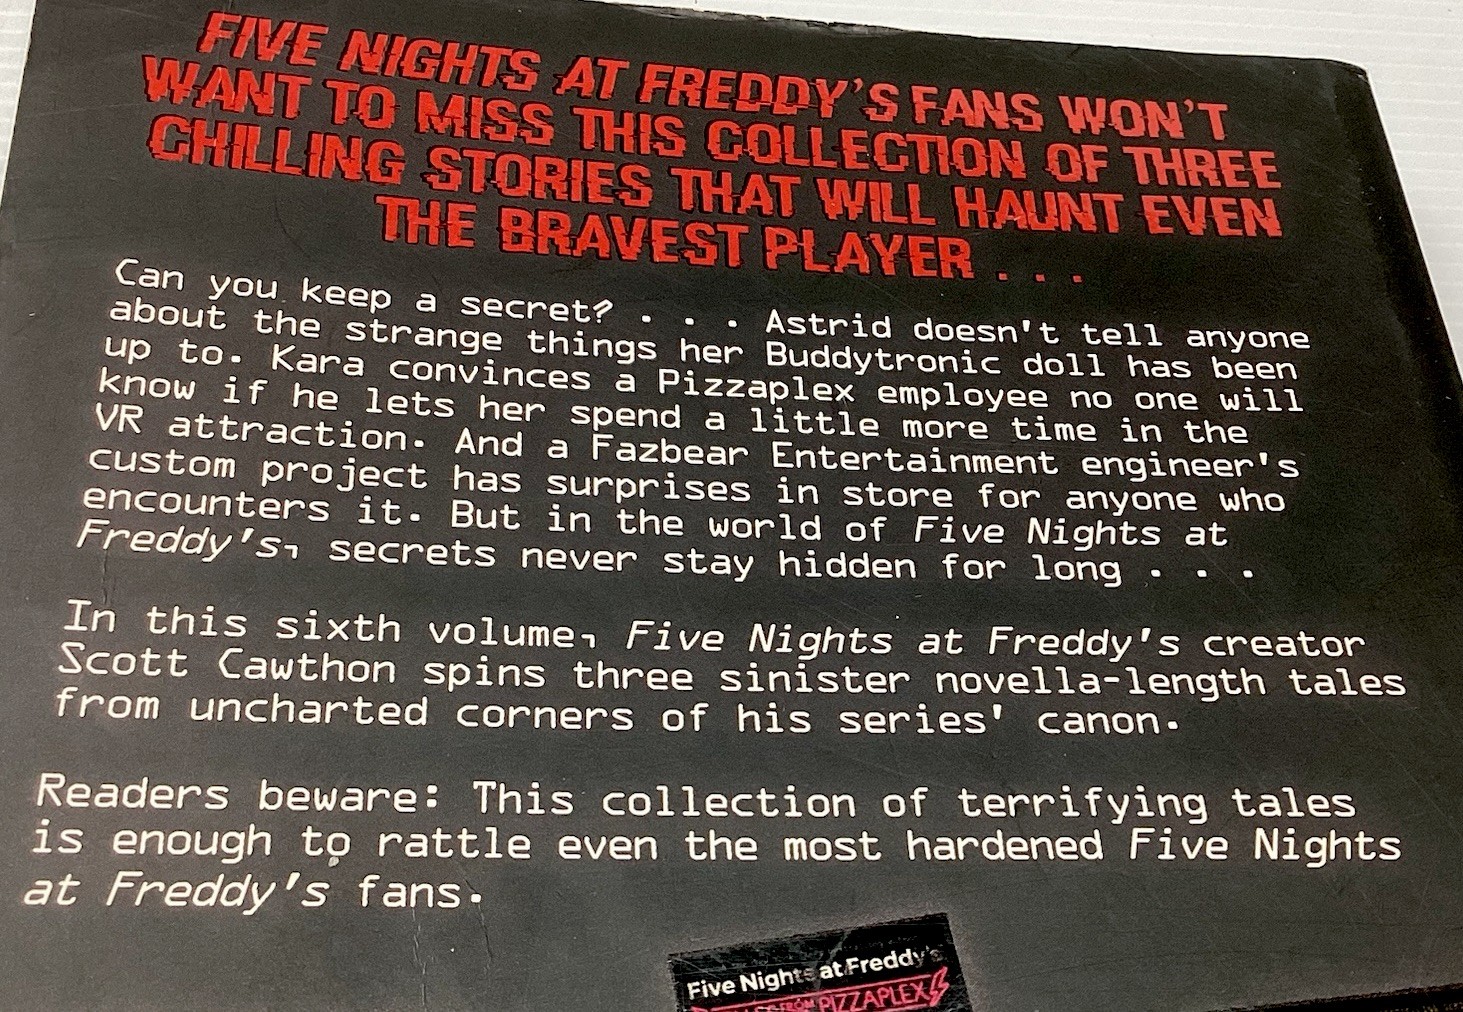 FIVE NIGHTS AT FREDDY'S FANS WON'T
WANT TO MISS THIS COLLECTION OF THREE
CHILLING STORIES THAT WILL HAUNT EVEN
THE BRAVEST PLAYER . . .
Can you keep a secret? . . . Astrid doesn't tell anyone
about the strange things her Buddytronic doll has been
up to. Kara convinces a Pizzaplex employee no one will
know if he lets her spend a little more time in the
VR attraction. And a Fazbear Entertainment engineer's
custom project has surprises in store for anyone who
encounters it. But in the world of Five Nights at
Freddy's, secrets never stay hidden for long . . .
In this sixth volume, Five Nights at Freddy's creator
Scott Cawthon spins three sinister novella-length tales
from uncharted corners of his series' canon.
Readers beware: This collection of terrifying tales
is enough to rattle even the most hardened Five Nights
at Freddy's fans.
Five Nights at Freddy's
FROM PIZZAPLEX